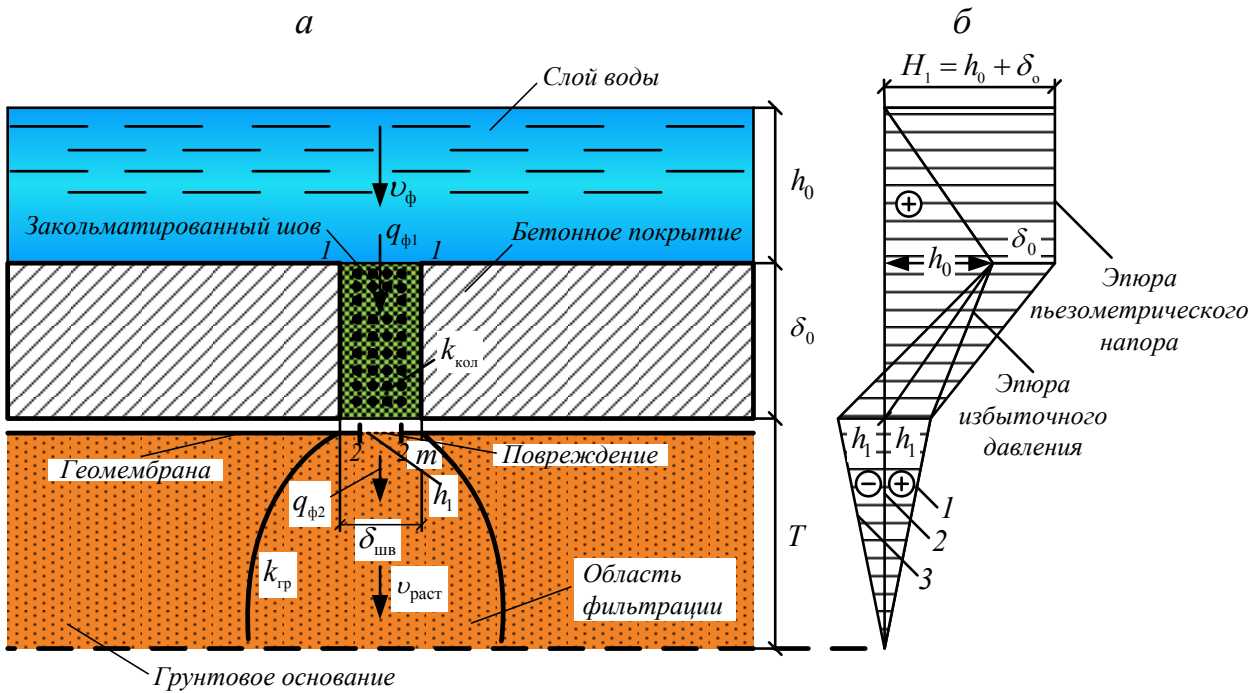 а
б
H₁ = h₀ + δₒ
Слой воды
υф
h₀
Закольматированный шов
qф1
Бетонное покрытие
1
1
h₀
δ₀
Эпюра
пьезометрического
напора
kкол
δ₀
Эпюра
избыточного
давления
Геомембрана
2
2
m
Повреждение
h₁
h₁
qф2
h₁
−
+
1
2
3
δшв
T
kгр
υраст
Область
фильтрации
Грунтовое основание
+